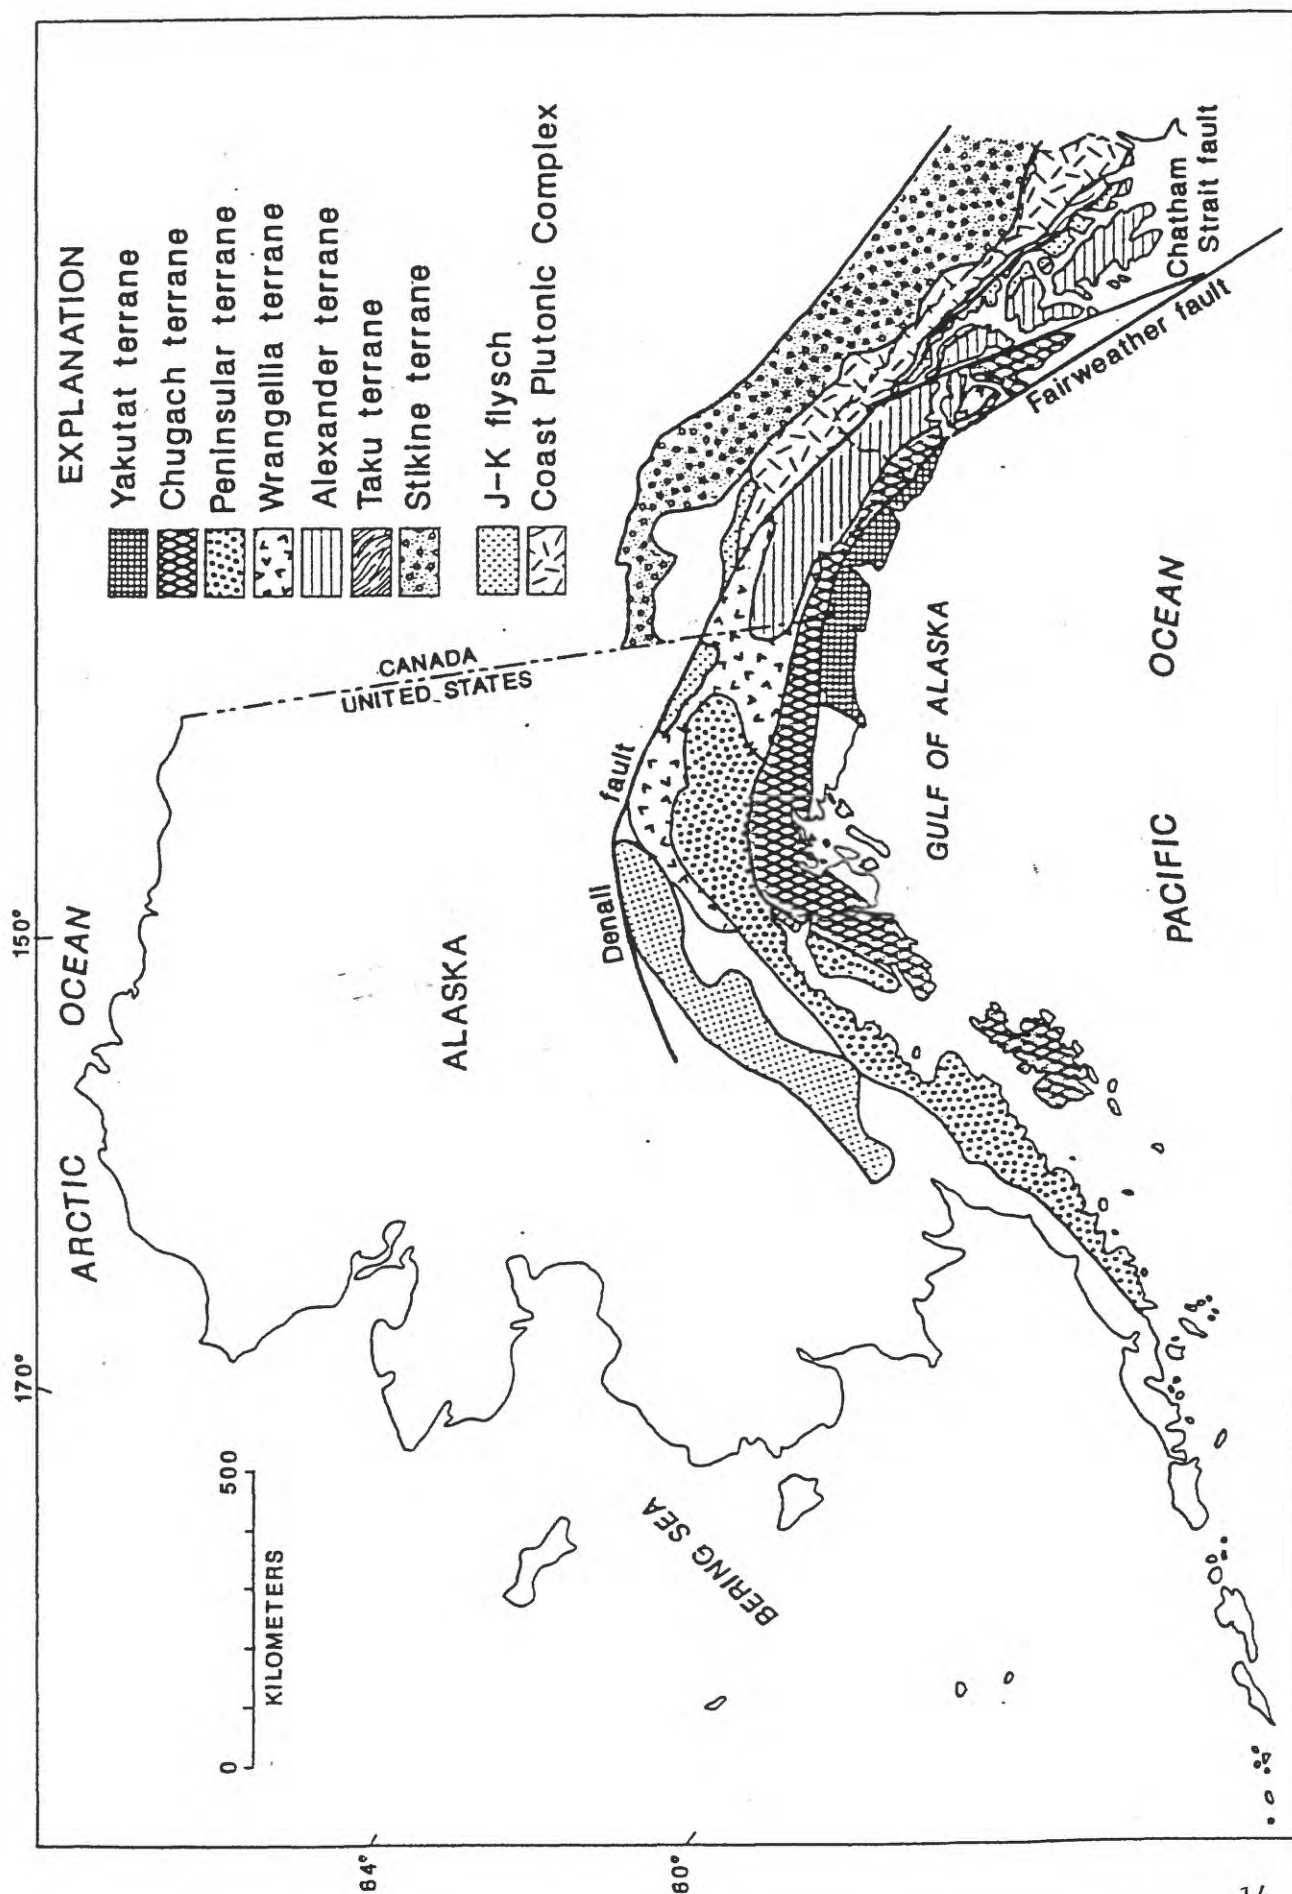 EXPLANATION
Yakutat terrane
Chugach terrane
Peninsular terrane
Wrangellia terrane
Alexander terrane
Taku terrane
Stikine terrane
J-K flysch
Coast Plutonic Complex
170°
150°
ARCTIC OCEAN
ALASKA
CANADA
UNITED STATES
Denali fault
KILOMETERS
0 500
BERING SEA
GULF OF ALASKA
PACIFIC OCEAN
Fairweather fault
Chatham
Strait fault
64°
60°